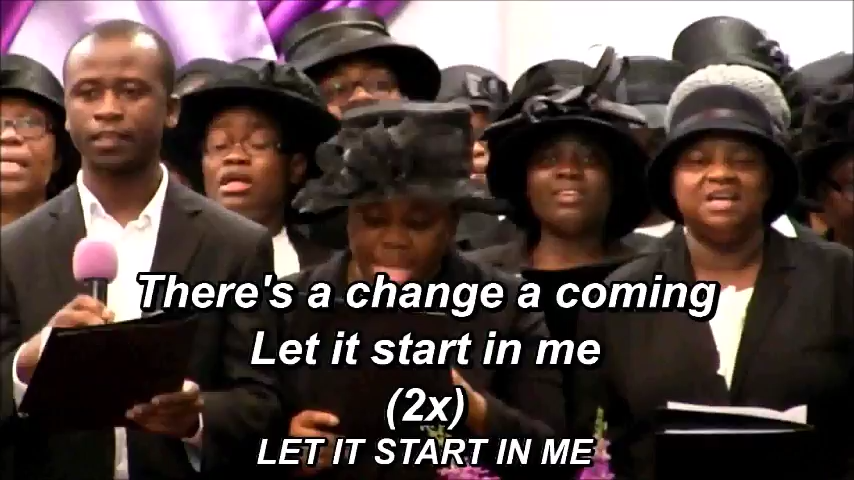 There's a change a coming
Let it start in me
(2x)
LET IT START IN ME